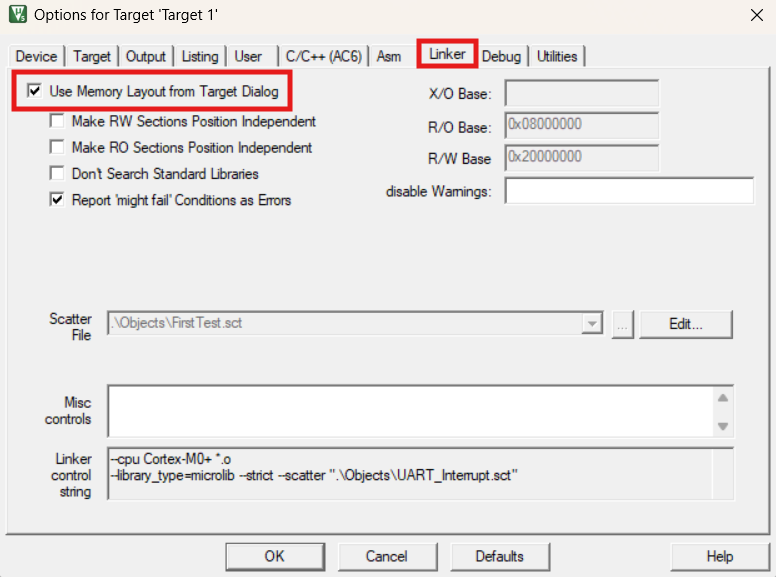 Options for Target 'Target 1'
Device Target Output Listing User C/C++ (AC6) Asm Linker Debug Utilities
Use Memory Layout from Target Dialog
Make RW Sections Position Independent
Make RO Sections Position Independent
Don't Search Standard Libraries
Report 'might fail' Conditions as Errors
X/O Base:
R/O Base: 0x08000000
R/W Base 0x20000000
disable Warnings:
Scatter
File
.\Objects\FirstTest.sct
...
Edit...
Misc
controls
Linker
control
string
--cpu Cortex-M0+ *.o
--library_type=microlib --strict --scatter ".\Objects\UART_Interrupt.sct"
OK Cancel Defaults Help